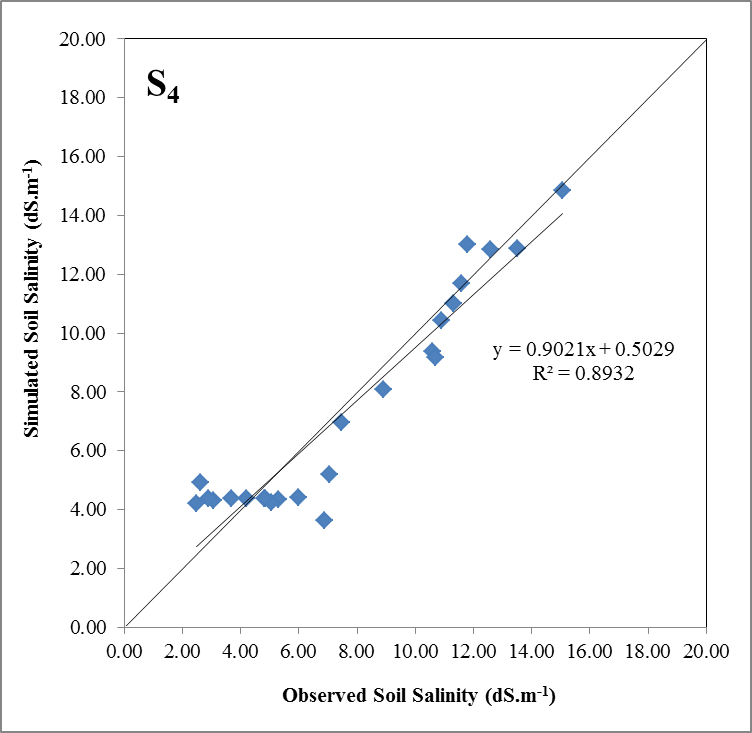 20.00
S4
18.00
16.00
14.00
12.00
10.00
8.00
6.00
4.00
2.00
0.00
Simulated Soil Salinity (dS.m-1)
y = 0.9021x + 0.5029
R² = 0.8932
0.00 2.00 4.00 6.00 8.00 10.00 12.00 14.00 16.00 18.00 20.00
Observed Soil Salinity (dS.m-1)